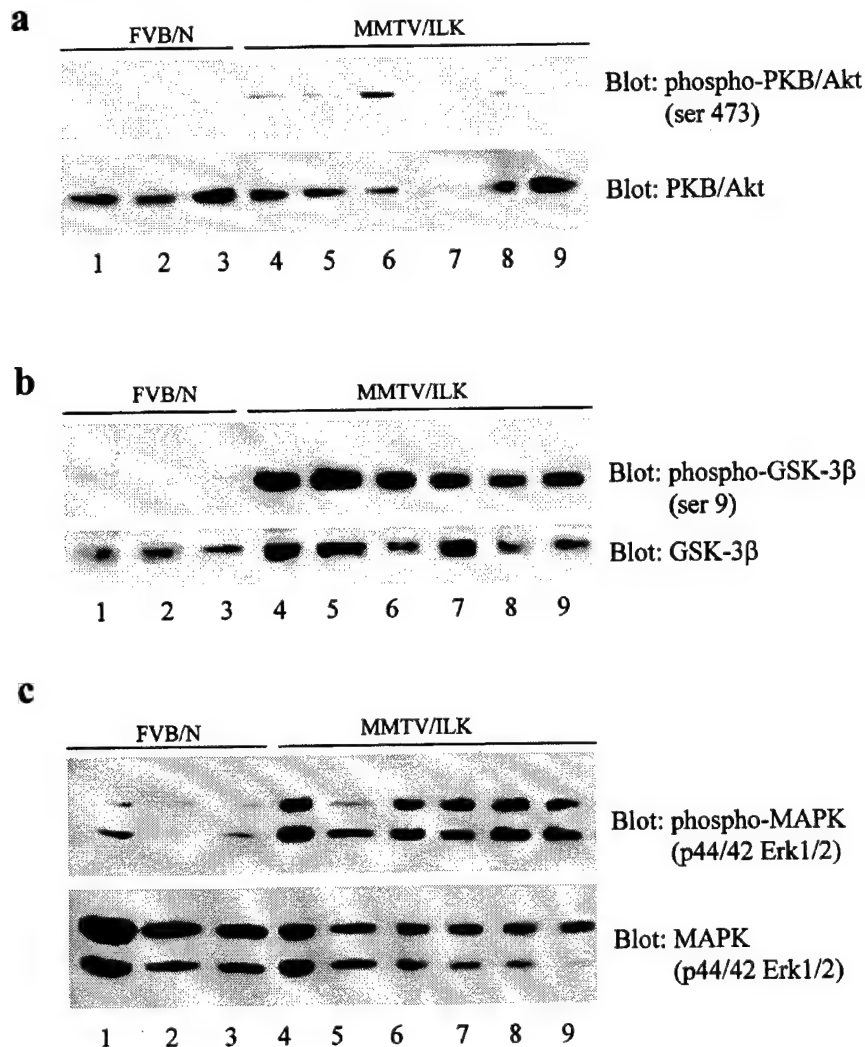 a
FVB/N MMTV/ILK
Blot: phospho-PKB/Akt
(ser 473)
Blot: PKB/Akt
1 2 3 4 5 6 7 8 9
b
FVB/N MMTV/ILK
Blot: phospho-GSK-3β
(ser 9)
Blot: GSK-3β
1 2 3 4 5 6 7 8 9
c
FVB/N MMTV/ILK
Blot: phospho-MAPK
(p44/42 Erk1/2)
Blot: MAPK
(p44/42 Erk1/2)
1 2 3 4 5 6 7 8 9